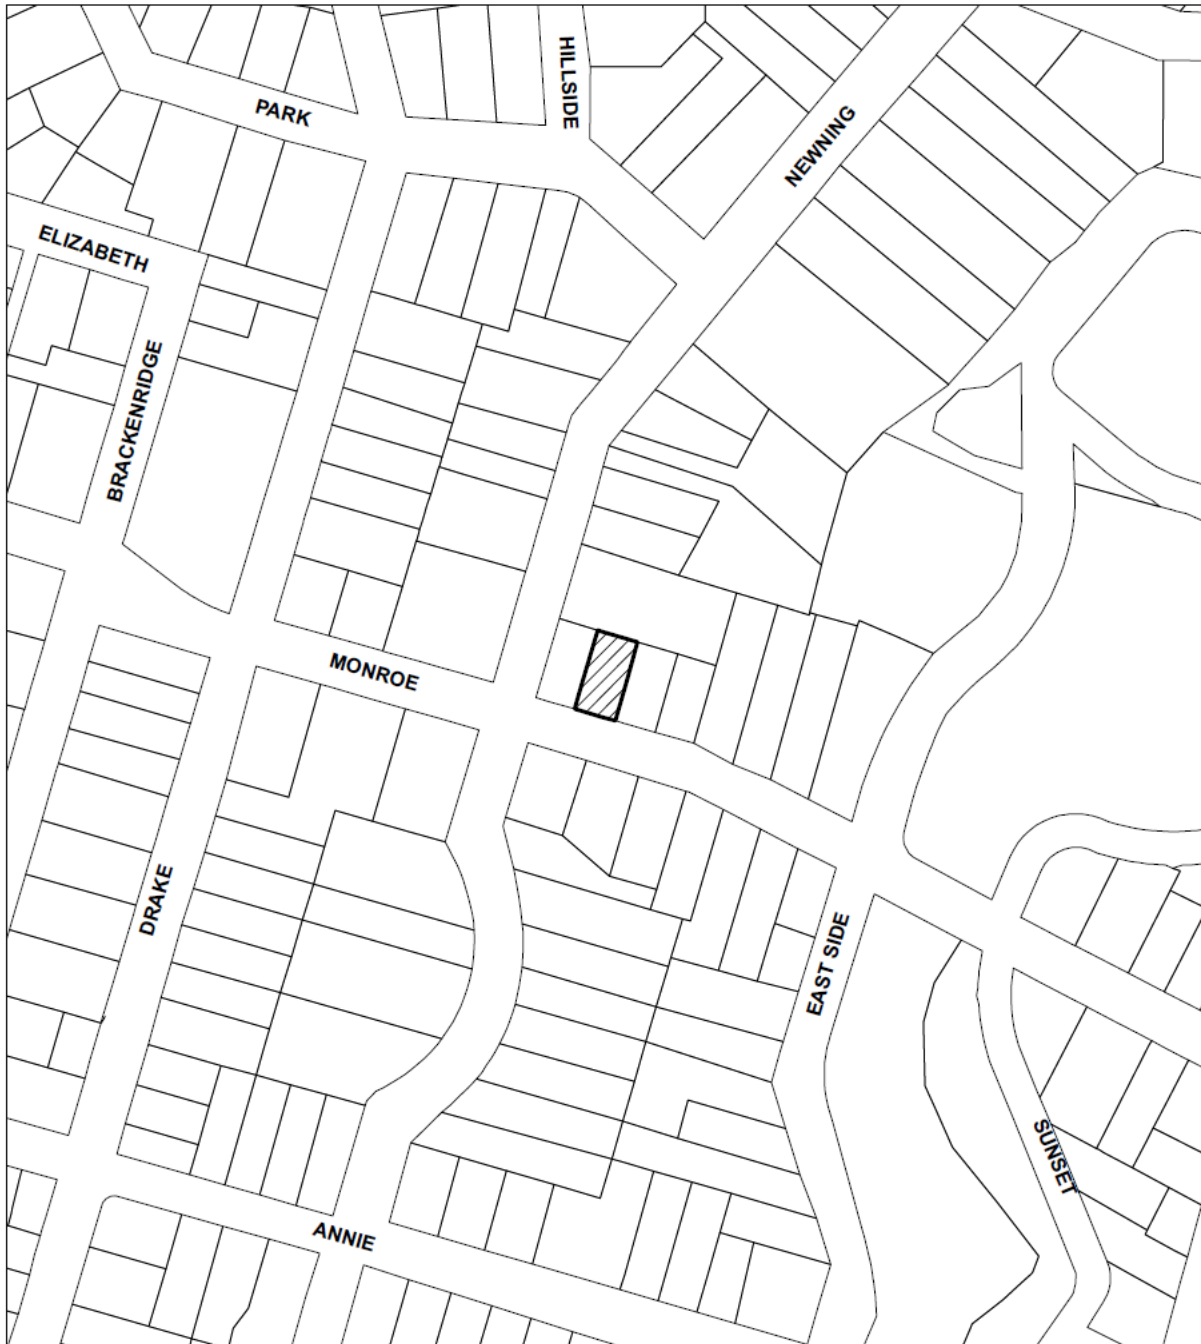 HILLSIDE
PARK
NEWNING
ELIZABETH
BRACKENRIDGE
MONROE
DRAKE
EAST SIDE
SUNSET
ANNIE